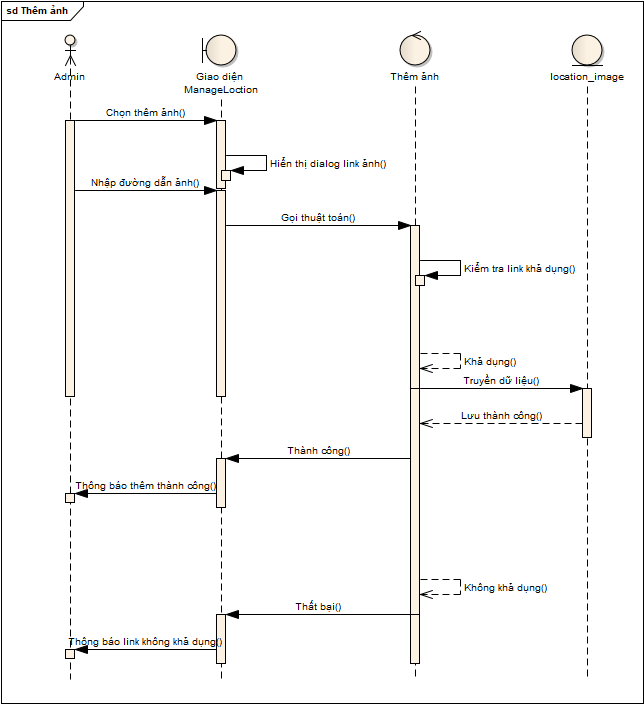 sd Thêm ảnh
Admin
Giao diện
ManageLoction
Thêm ảnh
location_image
Chọn thêm ảnh()
Hiển thị dialog link ảnh()
Nhập đường dẫn ảnh()
Gọi thuật toán()
Kiểm tra link khả dụng()
Khả dụng()
Truyền dữ liệu()
Lưu thành công()
Thành công()
Thông báo thêm thành công()
Không khả dụng()
Thất bại()
Thông báo link không khả dụng()